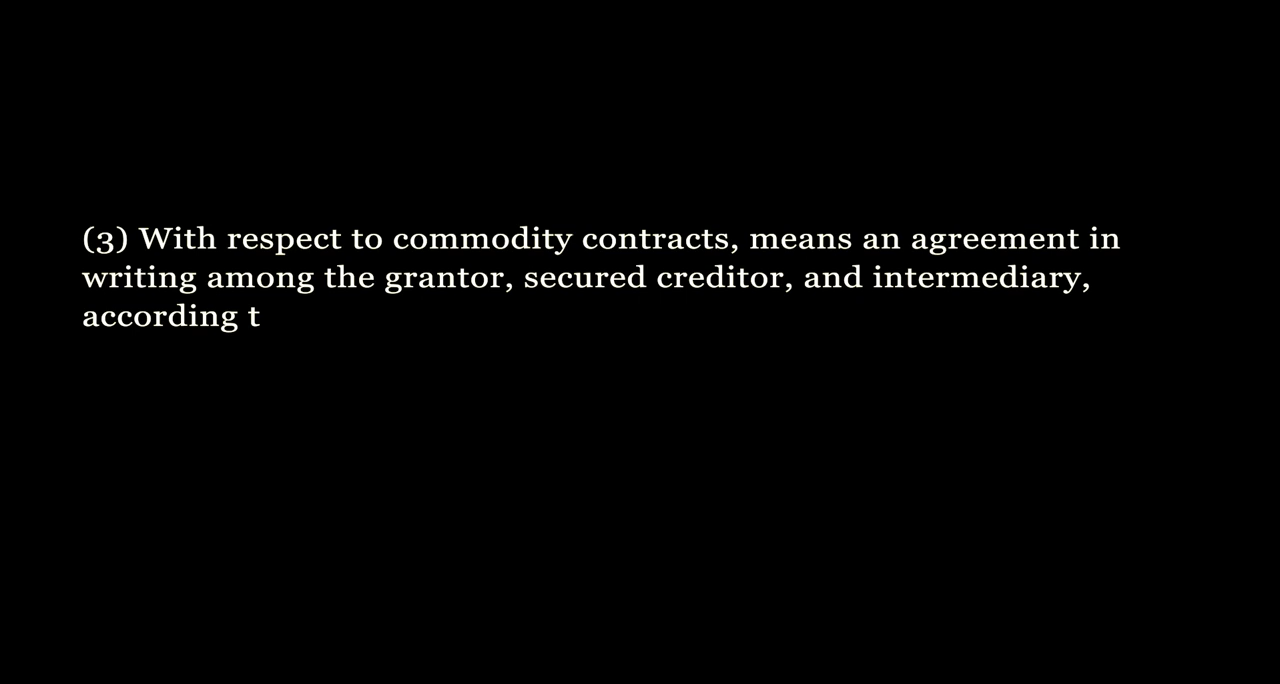 (3) With respect to commodity contracts, means an agreement in
writing among the grantor, secured creditor, and intermediary,
according t